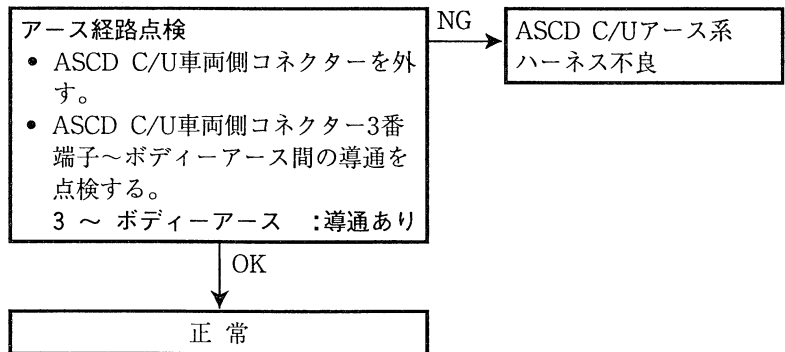 アース経路点検
• ASCD C/U車両側コネクターを外
す。
• ASCD C/U車両側コネクター3番
端子～ボディーアース間の導通を
点検する。
3 ～ ボディーアース :導通あり
NG
ASCD C/Uアース系
ハーネス不良
OK
正 常